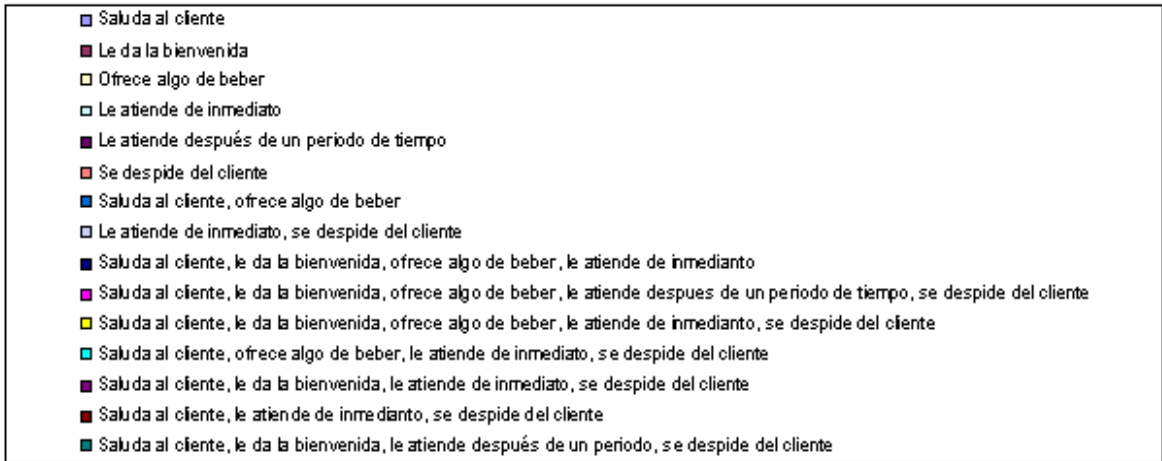 Saluda al cliente
Le da la bienvenida
Ofrece algo de beber
Le atiende de inmediato
Le atiende después de un periodo de tiempo
Se despide del cliente
Saluda al cliente, ofrece algo de beber
Le atiende de inmediato, se despide del cliente
Saluda al cliente, le da la bienvenida, ofrece algo de beber, le atiende de inmedianto
Saluda al cliente, le da la bienvenida, ofrece algo de beber, le atiende despues de un periodo de tiempo, se despide del cliente
Saluda al cliente, le da la bienvenida, ofrece algo de beber, le atiende de inmedianto, se despide del cliente
Saluda al cliente, ofrece algo de beber, le atiende de inmediato, se despide del cliente
Saluda al cliente, le da la bienvenida, le atiende de inmediato, se despide del cliente
Saluda al cliente, le atiende de inmedianto, se despide del cliente
Saluda al cliente, le da la bienvenida, le atiende después de un periodo, se despide del cliente